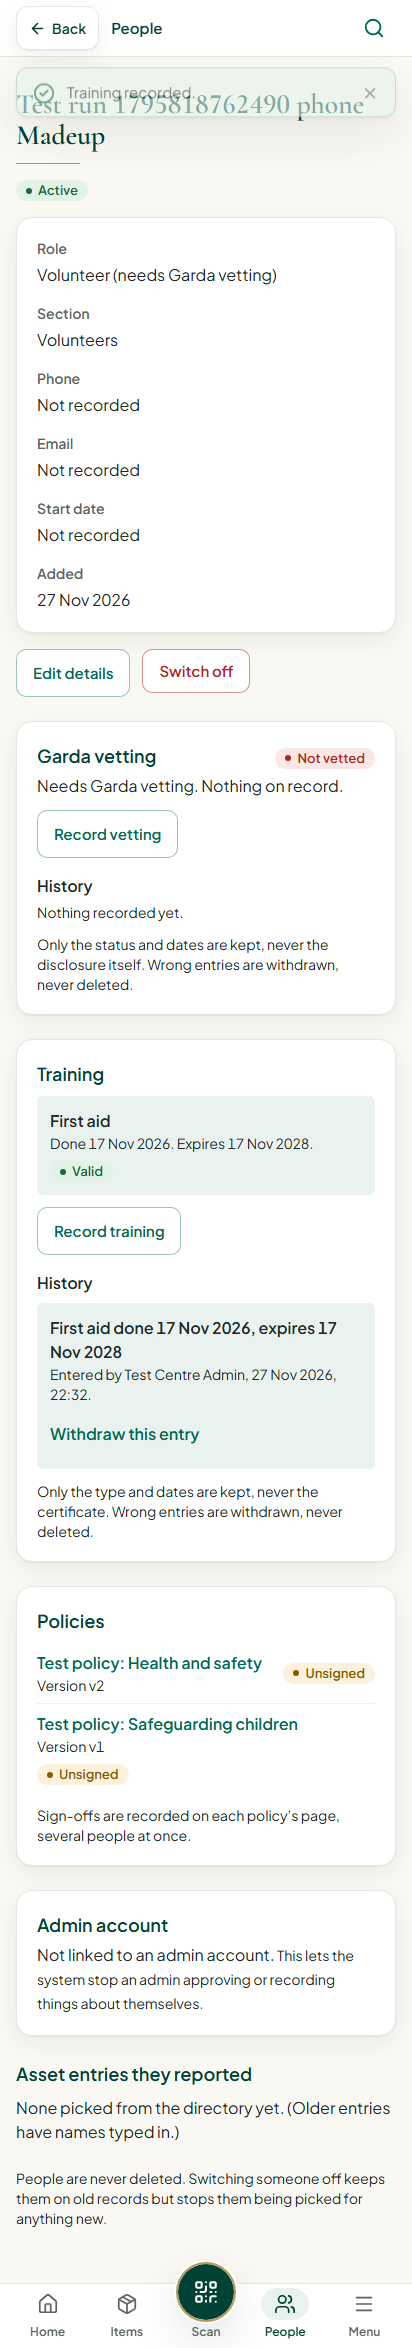 Back People
Training recorded.
Test run 1795818762490 phone
Madeup
Active
Role
Volunteer (needs Garda vetting)
Section
Volunteers
Phone
Not recorded
Email
Not recorded
Start date
Not recorded
Added
27 Nov 2026
Edit details Switch off
Garda vetting Not vetted
Needs Garda vetting. Nothing on record.
Record vetting
History
Nothing recorded yet.
Only the status and dates are kept, never the
disclosure itself. Wrong entries are withdrawn,
never deleted.
Training
First aid
Done 17 Nov 2026. Expires 17 Nov 2028.
Valid
Record training
History
First aid done 17 Nov 2026, expires 17
Nov 2028
Entered by Test Centre Admin, 27 Nov 2026,
22:32.
Withdraw this entry
Only the type and dates are kept, never the
certificate. Wrong entries are withdrawn, never
deleted.
Policies
Test policy: Health and safety Unsigned
Version v2
Test policy: Safeguarding children
Version v1
Unsigned
Sign-offs are recorded on each policy's page,
several people at once.
Admin account
Not linked to an admin account. This lets the
system stop an admin approving or recording
things about themselves.
Asset entries they reported
None picked from the directory yet. (Older entries
have names typed in.)
People are never deleted. Switching someone off keeps
them on old records but stops them being picked for
anything new.
Home Items Scan People Menu